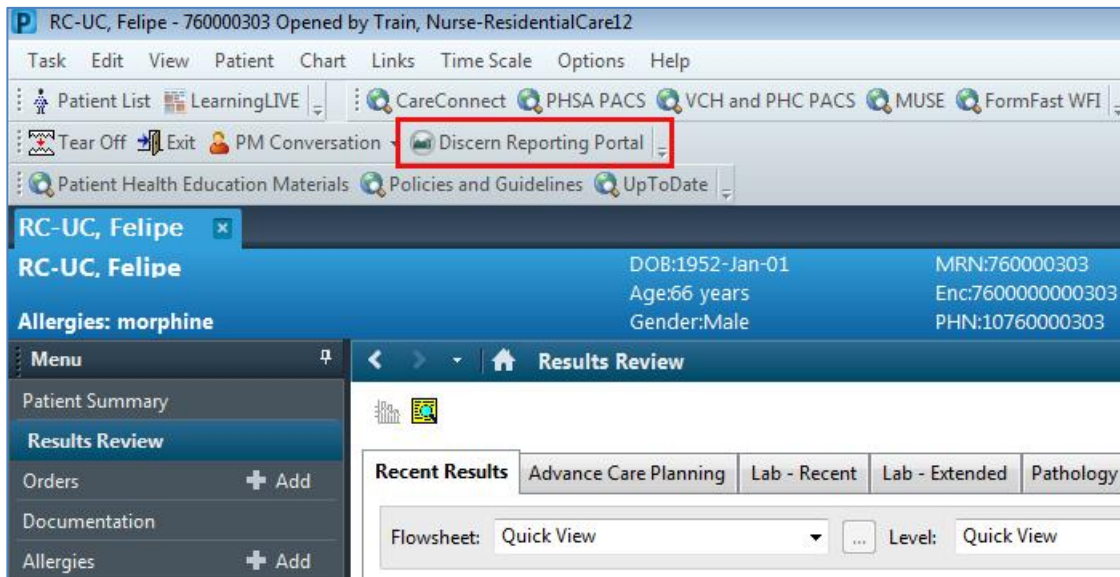 P RC-UC, Felipe - 760000303 Opened by Train, Nurse-ResidentialCare12
Task Edit View Patient Chart Links Time Scale Options Help
Patient List LearningLIVE CareConnect PHSA PACS VCH and PHC PACS MUSE FormFast WFI
Tear Off Exit PM Conversation Discern Reporting Portal
Patient Health Education Materials Policies and Guidelines UpToDate
RC-UC, Felipe
RC-UC, Felipe DOB:1952-Jan-01 MRN:760000303
Age:66 years Enc:7600000000303
Allergies: morphine Gender:Male PHN:10760000303
Menu Results Review
Patient Summary
Results Review
Orders Add
Recent Results Advance Care Planning Lab - Recent Lab - Extended Pathology
Documentation
Flowsheet: Quick View ... Level: Quick View
Allergies Add